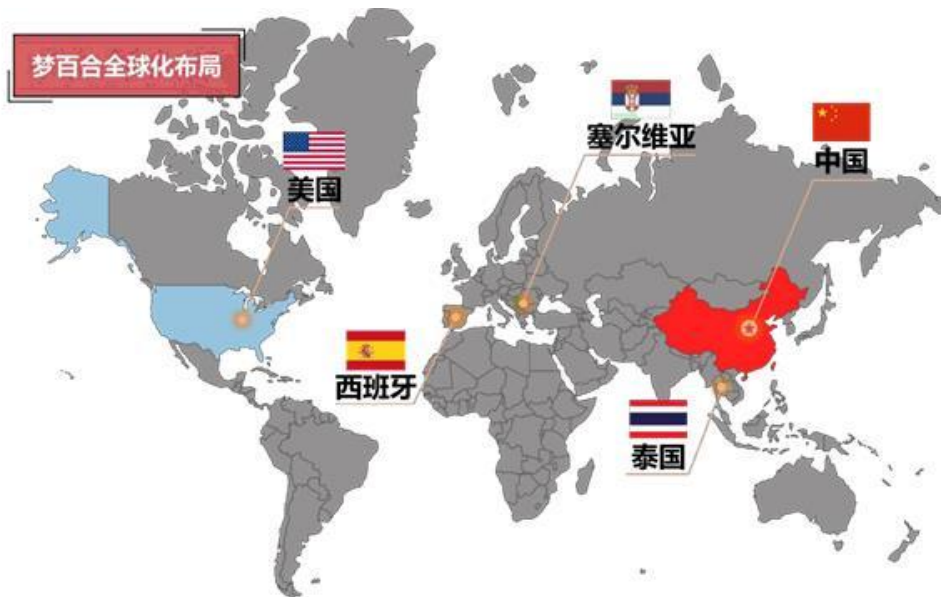 梦百合全球化布局
美国
塞尔维亚
中国
西班牙
泰国